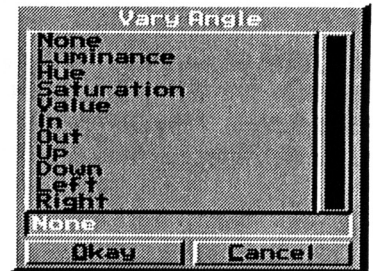 Vary Angle
None
Luminance
Hue
Saturation
Value
In
Out
Up
Down
Left
Right
None
Okay Cancel